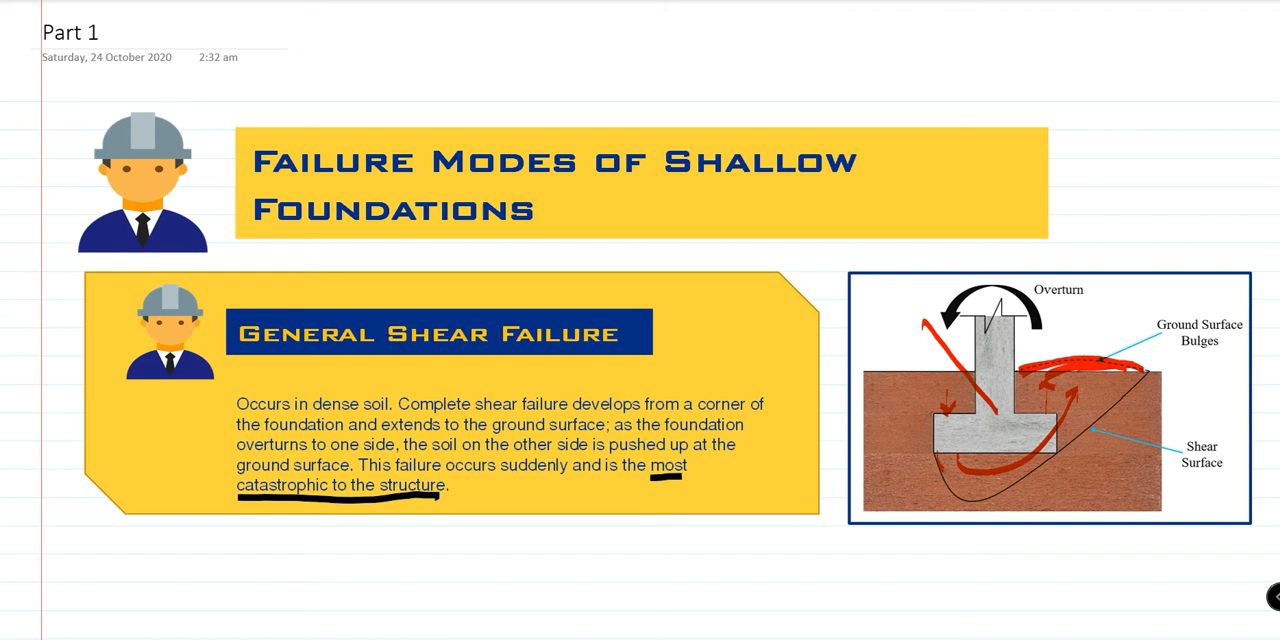 Part 1
Saturday, 24 October 2020 2:32 am
FAILURE MODES OF SHALLOW
FOUNDATIONS
GENERAL SHEAR FAILURE
Occurs in dense soil. Complete shear failure develops from a corner of
the foundation and extends to the ground surface; as the foundation
overturns to one side, the soil on the other side is pushed up at the
ground surface. This failure occurs suddenly and is the most
catastrophic to the structure.
Overturn
Ground Surface
Bulges
Shear
Surface